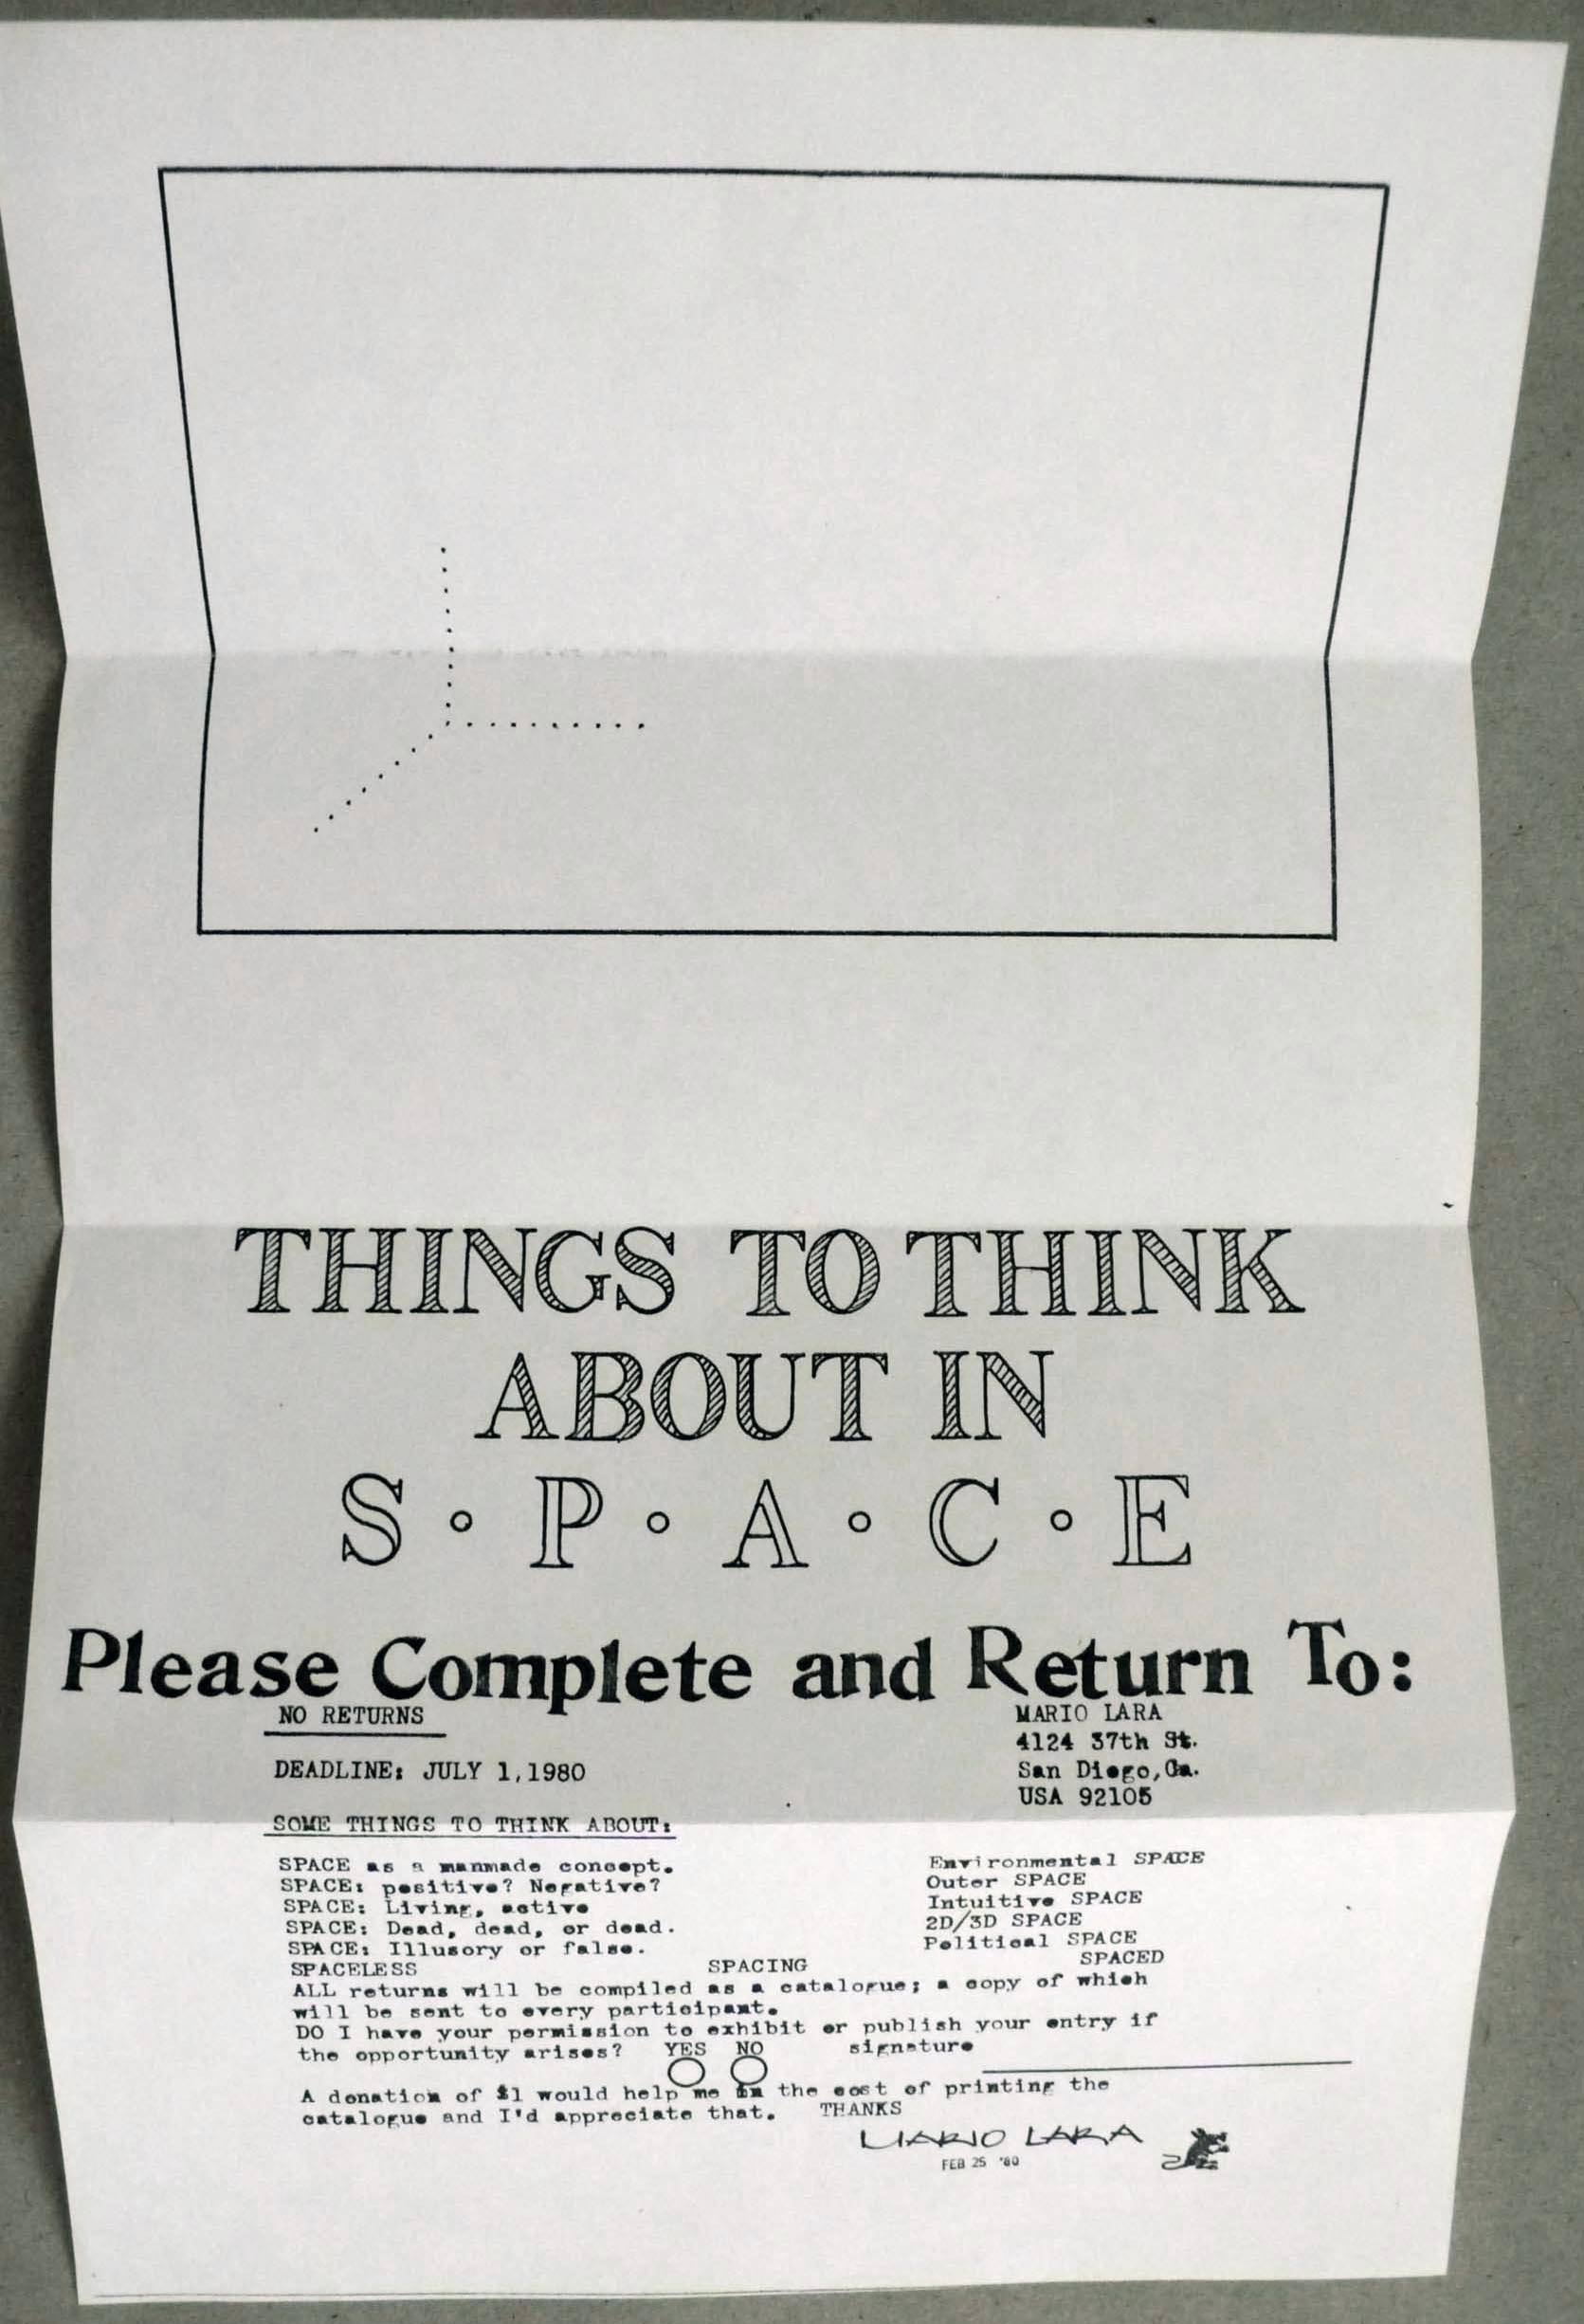 THINGS TO THINK
ABOUT IN
S·P·A·C·E
Please Complete and Return To:
NO RETURNS
DEADLINE: JULY 1,1980
MARIO LARA
4124 37th St.
San Diego,Ca.
USA 92105
SOME THINGS TO THINK ABOUT:
SPACE as a manmade concept.
SPACE: positive? Negative?
SPACE: Living, active
SPACE: Dead, dead, or dead.
SPACE: Illusory or false.
SPACELESS SPACING SPACED
Environmental SPACE
Outer SPACE
Intuitive SPACE
2D/3D SPACE
Political SPACE
ALL returns will be compiled as a catalogue; a copy of which
will be sent to every participant.
DO I have your permission to exhibit or publish your entry if
the opportunity arises? YES NO signature
A donation of $1 would help me in the cost of printing the
catalogue and I'd appreciate that. THANKS
MARIO LARA
FEB 25 '80